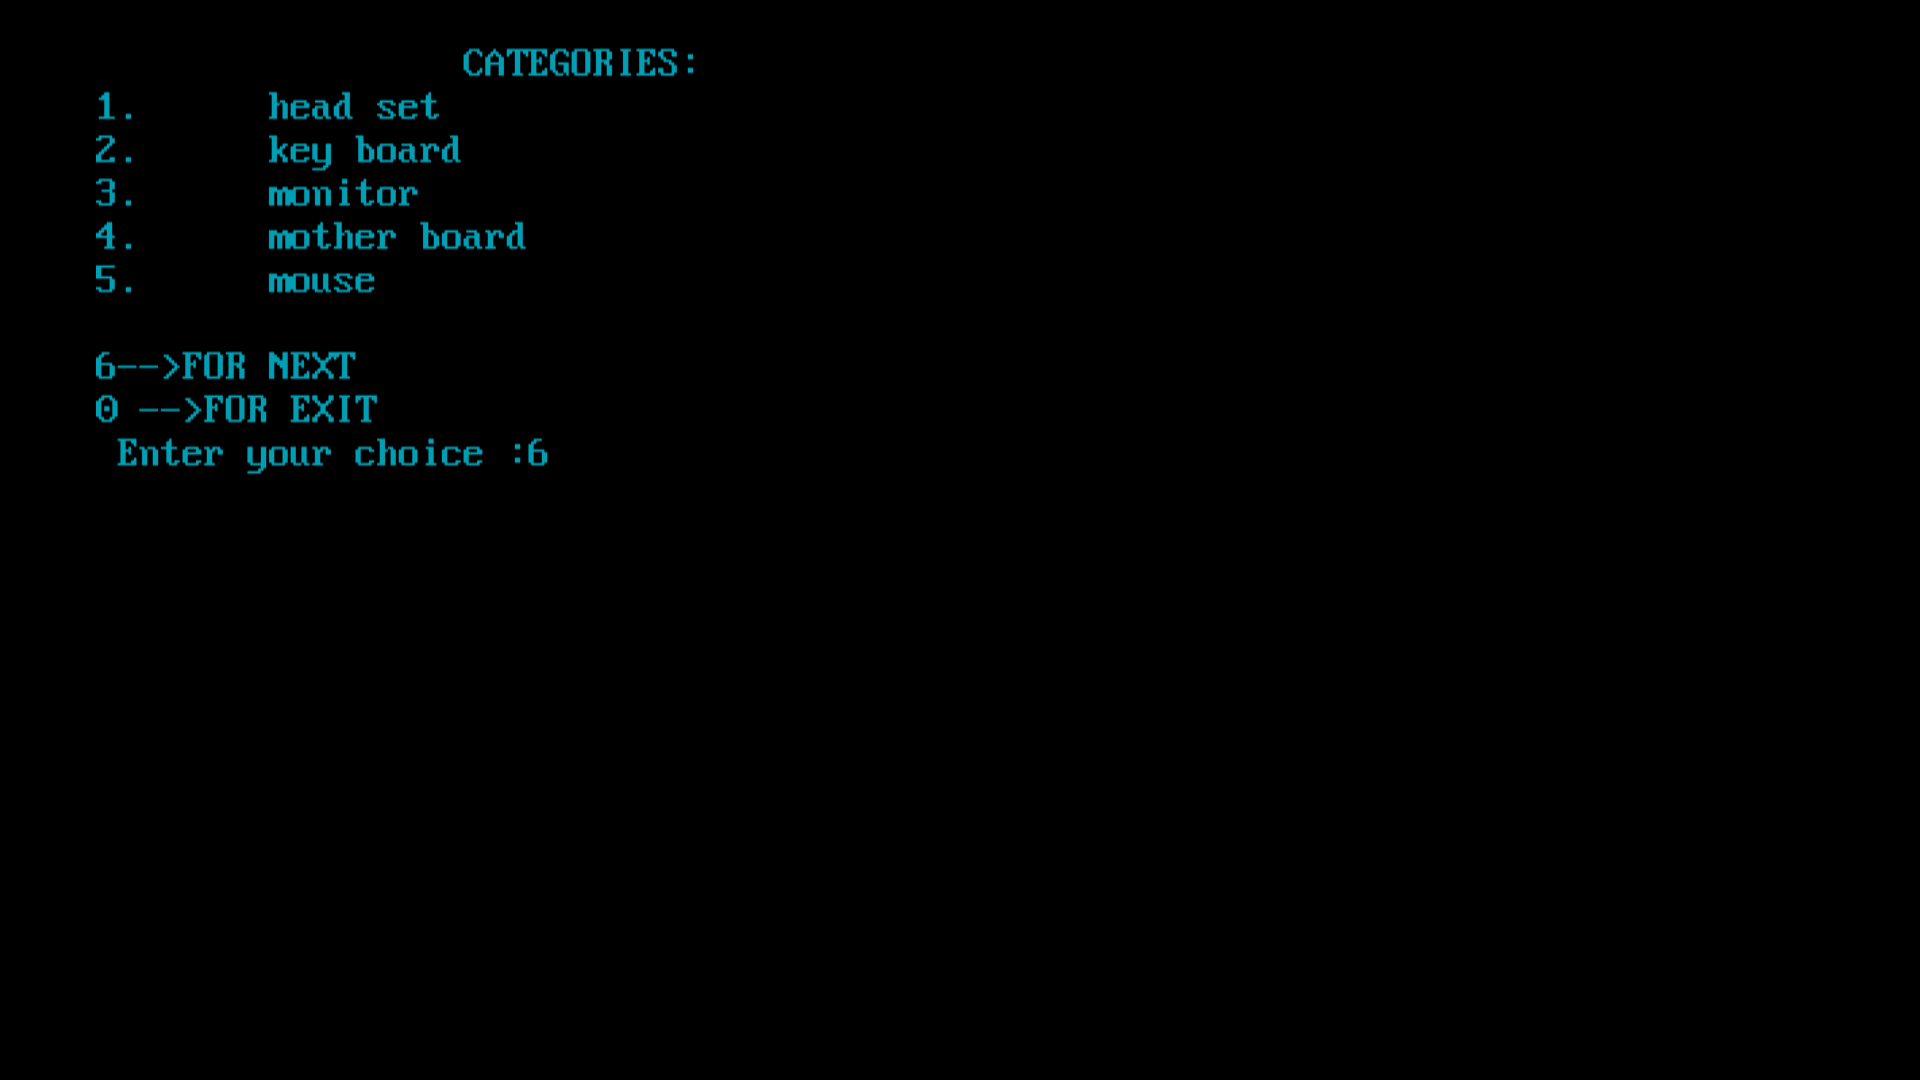 CATEGORIES:
1. head set
2. key board
3. monitor
4. mother board
5. mouse
6-->FOR NEXT
0 -->FOR EXIT
Enter your choice :6